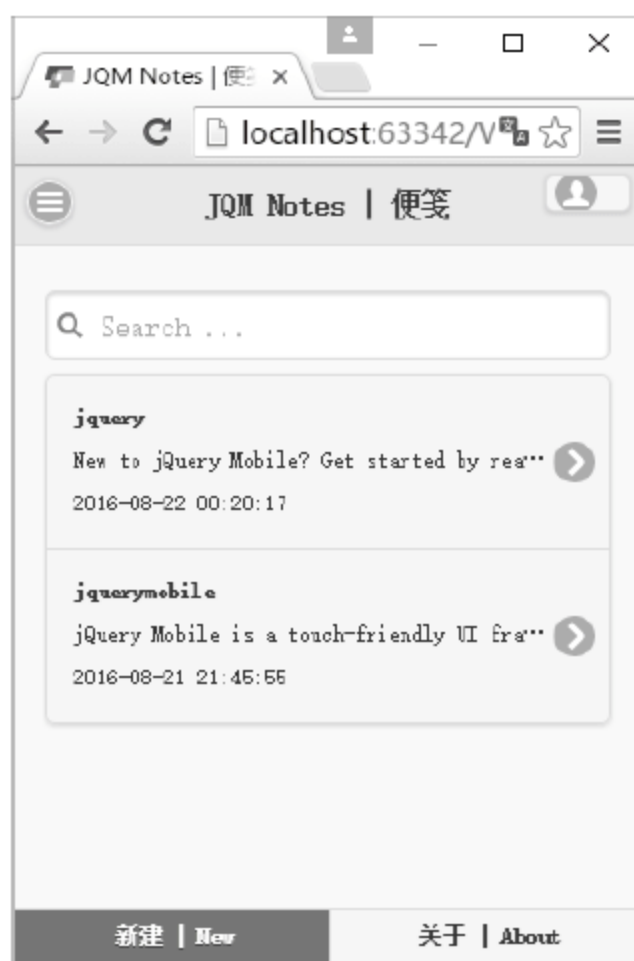 JQM Notes | 便
localhost:63342/V
JQM Notes | 便笺
Search ...
jquery
New to jQuery Mobile? Get started by rea…
2016-08-22 00:20:17
jquerymobile
jQuery Mobile is a touch-friendly UI fra…
2016-08-21 21:45:55
新建 | New
关于 | About